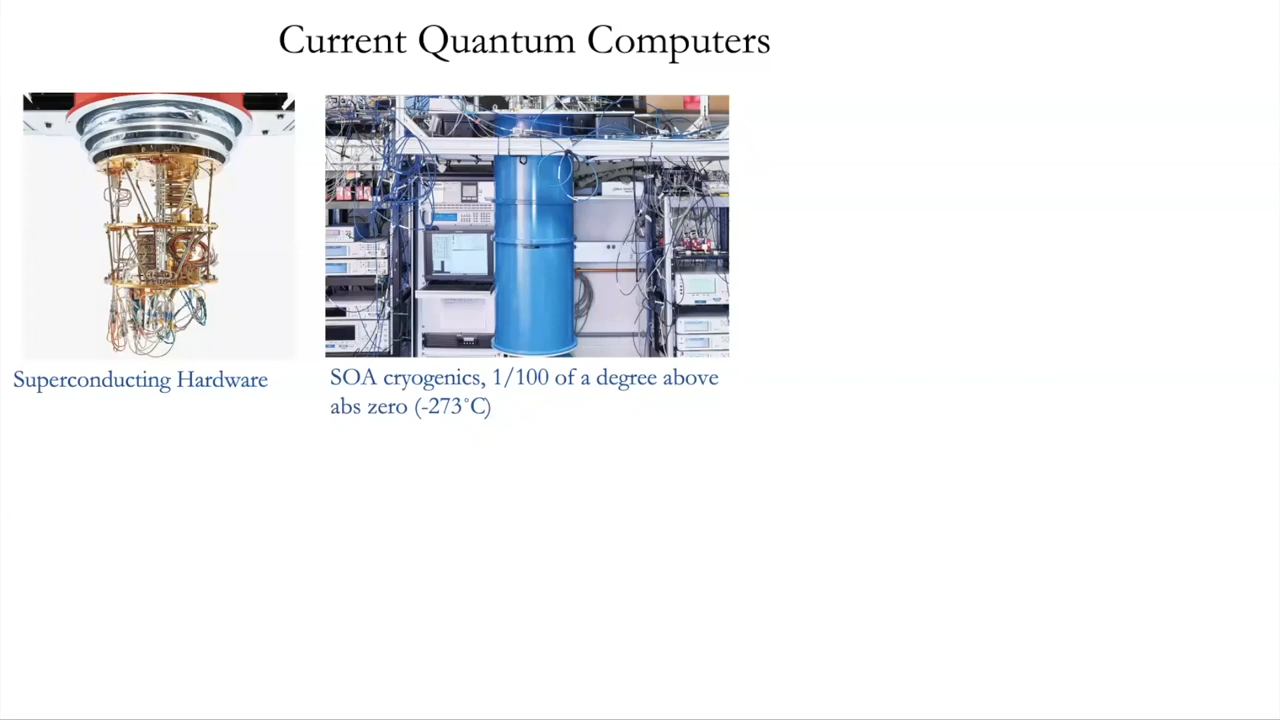 Current Quantum Computers
Superconducting Hardware
SOA cryogenics, 1/100 of a degree above
abs zero (-273˚C)